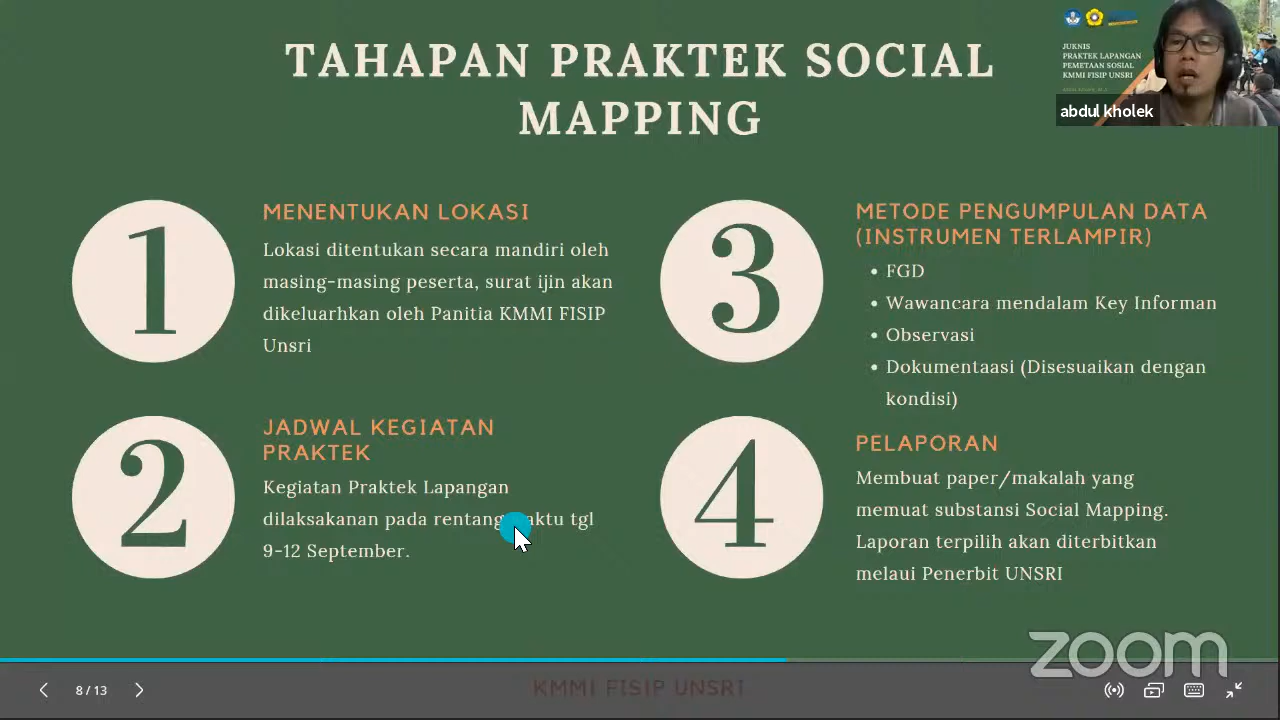 TAHAPAN PRAKTEK SOCIAL
MAPPING
JUKNIS
PRAKTEK LAPANGAN
PEMETAAN SOSIAL
KMMI FISIP UNSRI
abdul kholek
1
MENENTUKAN LOKASI
Lokasi ditentukan secara mandiri oleh
masing-masing peserta, surat ijin akan
dikeluarhkan oleh Panitia KMMI FISIP
Unsri
2
JADWAL KEGIATAN
PRAKTEK
Kegiatan Praktek Lapangan
dilaksakanan pada rentang aktu tgl
9-12 September.
3
METODE PENGUMPULAN DATA
(INSTRUMEN TERLAMPIR)
• FGD
• Wawancara mendalam Key Informan
• Observasi
• Dokumentaasi (Disesuaikan dengan
kondisi)
4
PELAPORAN
Membuat paper/makalah yang
memuat substansi Social Mapping.
Laporan terpilih akan diterbitkan
melaui Penerbit UNSRI
zoom
8 / 13
KMMI FISIP UNSRI